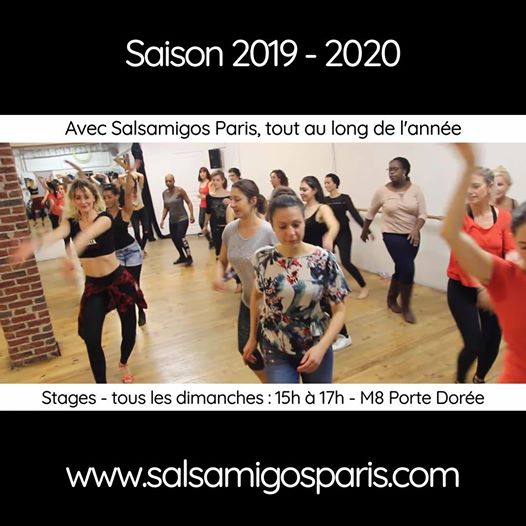 Saison 2019 - 2020
Avec Salsamigos Paris, tout au long de l'année
Stages - tous les dimanches : 15h à 17h - M8 Porte Dorée
www.salsamigosparis.com